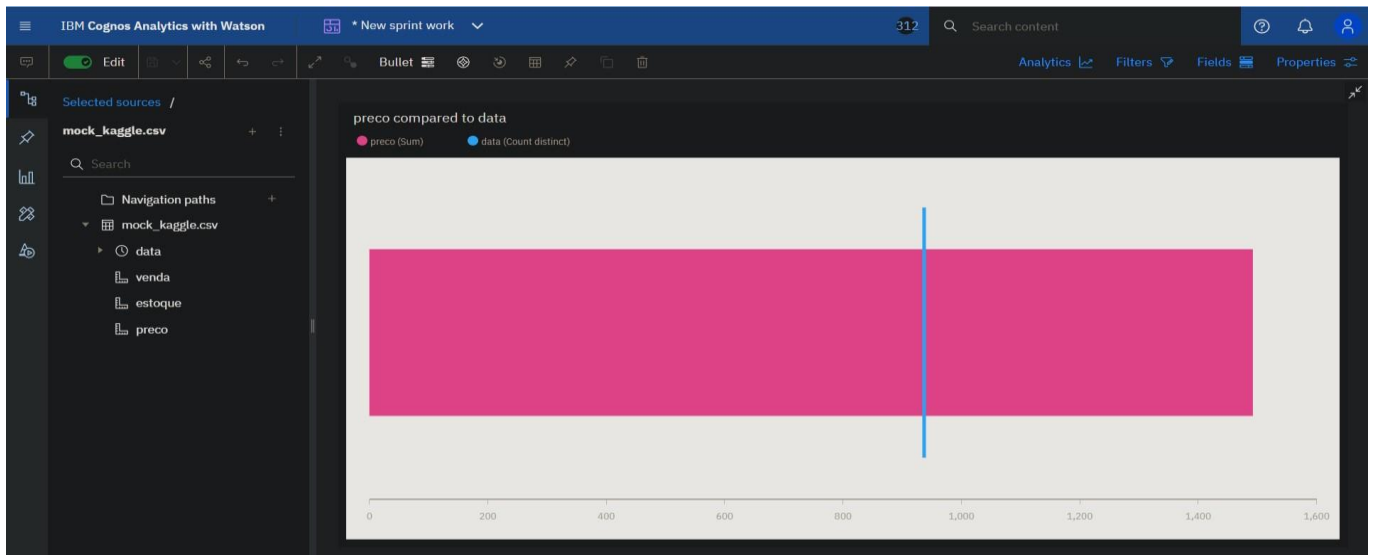 IBM Cognos Analytics with Watson
* New sprint work
312
Search content
Edit
Bullet
Analytics
Filters
Fields
Properties
Selected sources /
mock_kaggle.csv
Search
Navigation paths
mock_kaggle.csv
data
venda
estoque
preco
preco compared to data
preco (Sum) data (Count distinct)
0 200 400 600 800 1,000 1,200 1,400 1,600